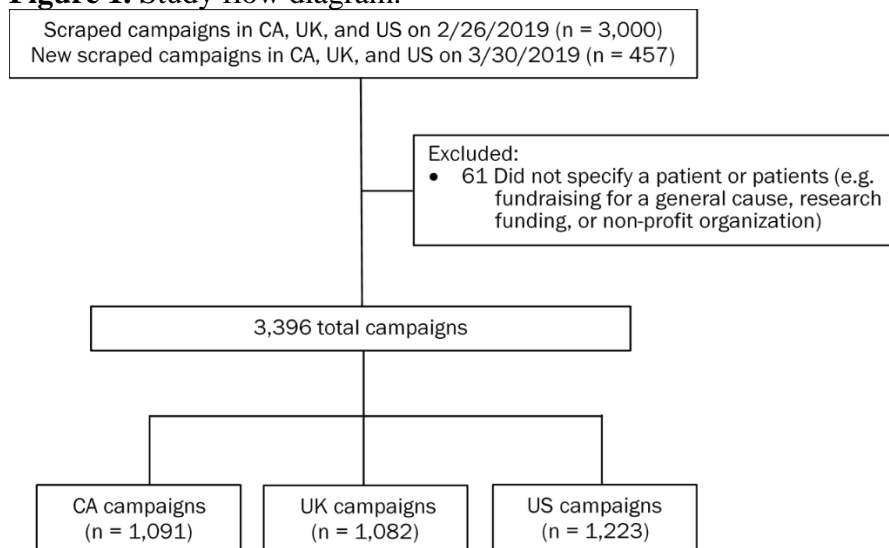 Figure 1. Study flow diagram.
Scraped campaigns in CA, UK, and US on 2/26/2019 (n = 3,000)
New scraped campaigns in CA, UK, and US on 3/30/2019 (n = 457)
Excluded:
• 61 Did not specify a patient or patients (e.g.
fundraising for a general cause, research
funding, or non-profit organization)
3,396 total campaigns
CA campaigns
(n = 1,091)
UK campaigns
(n = 1,082)
US campaigns
(n = 1,223)